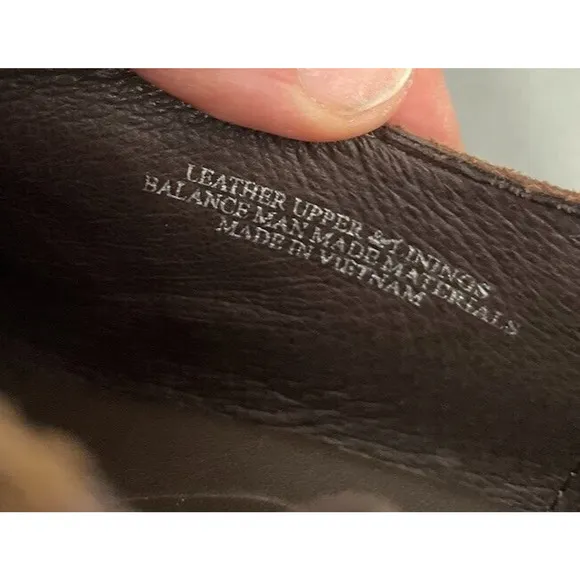 LEATHER UPPER & LININGS
BALANCE MAN MADE MATERIALS
MADE IN VIETNAM